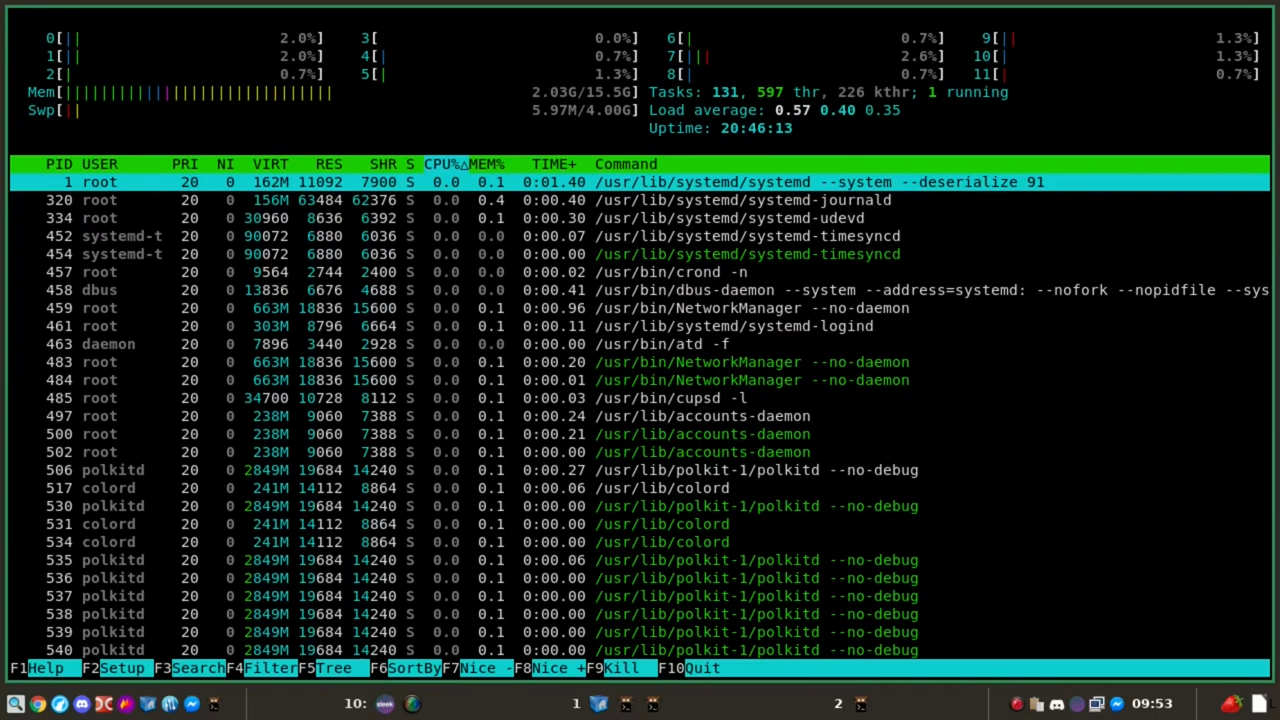 0[|| 2.0%] 3[ 0.0%] 6[| 0.7%] 9[|| 1.3%]
1[|| 2.0%] 4[| 0.7%] 7[||| 2.6%] 10[| 1.3%]
2[| 0.7%] 5[| 1.3%] 8[| 0.7%] 11[| 0.7%]
Mem[|||||||||||||||||||||||||||||| 2.03G/15.5G] Tasks: 131, 597 thr, 226 kthr; 1 running
Swp[|| 5.97M/4.00G] Load average: 0.57 0.40 0.35
Uptime: 20:46:13
PID USER PRI NI VIRT RES SHR S CPU%△MEM% TIME+ Command
1 root 20 0 162M 11092 7900 S 0.0 0.1 0:01.40 /usr/lib/systemd/systemd --system --deserialize 91
320 root 20 0 156M 63484 62376 S 0.0 0.4 0:00.40 /usr/lib/systemd/systemd-journald
334 root 20 0 30960 8636 6392 S 0.0 0.1 0:00.30 /usr/lib/systemd/systemd-udevd
452 systemd-t 20 0 90072 6880 6036 S 0.0 0.0 0:00.07 /usr/lib/systemd/systemd-timesyncd
454 systemd-t 20 0 90072 6880 6036 S 0.0 0.0 0:00.00 /usr/lib/systemd/systemd-timesyncd
457 root 20 0 9564 2744 2400 S 0.0 0.0 0:00.02 /usr/bin/crond -n
458 dbus 20 0 13836 6676 4688 S 0.0 0.0 0:00.41 /usr/bin/dbus-daemon --system --address=systemd: --nofork --nopidfile --sys
459 root 20 0 663M 18836 15600 S 0.0 0.1 0:00.96 /usr/bin/NetworkManager --no-daemon
461 root 20 0 303M 8796 6664 S 0.0 0.1 0:00.11 /usr/lib/systemd/systemd-logind
463 daemon 20 0 7896 3440 2928 S 0.0 0.0 0:00.00 /usr/bin/atd -f
483 root 20 0 663M 18836 15600 S 0.0 0.1 0:00.20 /usr/bin/NetworkManager --no-daemon
484 root 20 0 663M 18836 15600 S 0.0 0.1 0:00.01 /usr/bin/NetworkManager --no-daemon
485 root 20 0 34700 10728 8112 S 0.0 0.1 0:00.03 /usr/bin/cupsd -l
497 root 20 0 238M 9060 7388 S 0.0 0.1 0:00.24 /usr/lib/accounts-daemon
500 root 20 0 238M 9060 7388 S 0.0 0.1 0:00.21 /usr/lib/accounts-daemon
502 root 20 0 238M 9060 7388 S 0.0 0.1 0:00.00 /usr/lib/accounts-daemon
506 polkitd 20 0 2849M 19684 14240 S 0.0 0.1 0:00.27 /usr/lib/polkit-1/polkitd --no-debug
517 colord 20 0 241M 14112 8864 S 0.0 0.1 0:00.06 /usr/lib/colord
530 polkitd 20 0 2849M 19684 14240 S 0.0 0.1 0:00.00 /usr/lib/polkit-1/polkitd --no-debug
531 colord 20 0 241M 14112 8864 S 0.0 0.1 0:00.00 /usr/lib/colord
534 colord 20 0 241M 14112 8864 S 0.0 0.1 0:00.00 /usr/lib/colord
535 polkitd 20 0 2849M 19684 14240 S 0.0 0.1 0:00.06 /usr/lib/polkit-1/polkitd --no-debug
536 polkitd 20 0 2849M 19684 14240 S 0.0 0.1 0:00.00 /usr/lib/polkit-1/polkitd --no-debug
537 polkitd 20 0 2849M 19684 14240 S 0.0 0.1 0:00.00 /usr/lib/polkit-1/polkitd --no-debug
538 polkitd 20 0 2849M 19684 14240 S 0.0 0.1 0:00.00 /usr/lib/polkit-1/polkitd --no-debug
539 polkitd 20 0 2849M 19684 14240 S 0.0 0.1 0:00.00 /usr/lib/polkit-1/polkitd --no-debug
540 polkitd 20 0 2849M 19684 14240 S 0.0 0.1 0:00.00 /usr/lib/polkit-1/polkitd --no-debug
F1Help F2Setup F3SearchF4FilterF5Tree F6SortByF7Nice -F8Nice +F9Kill F10Quit
10: sleek 1 2 09:53